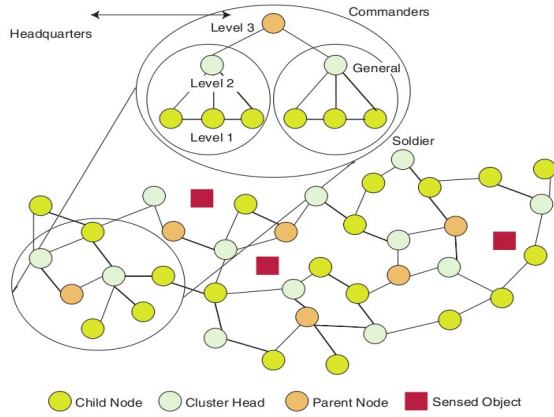 Commanders
Headquarters
Level 3
General
Level 2
Level 1
Soldier
Child Node
Cluster Head
Parent Node
Sensed Object